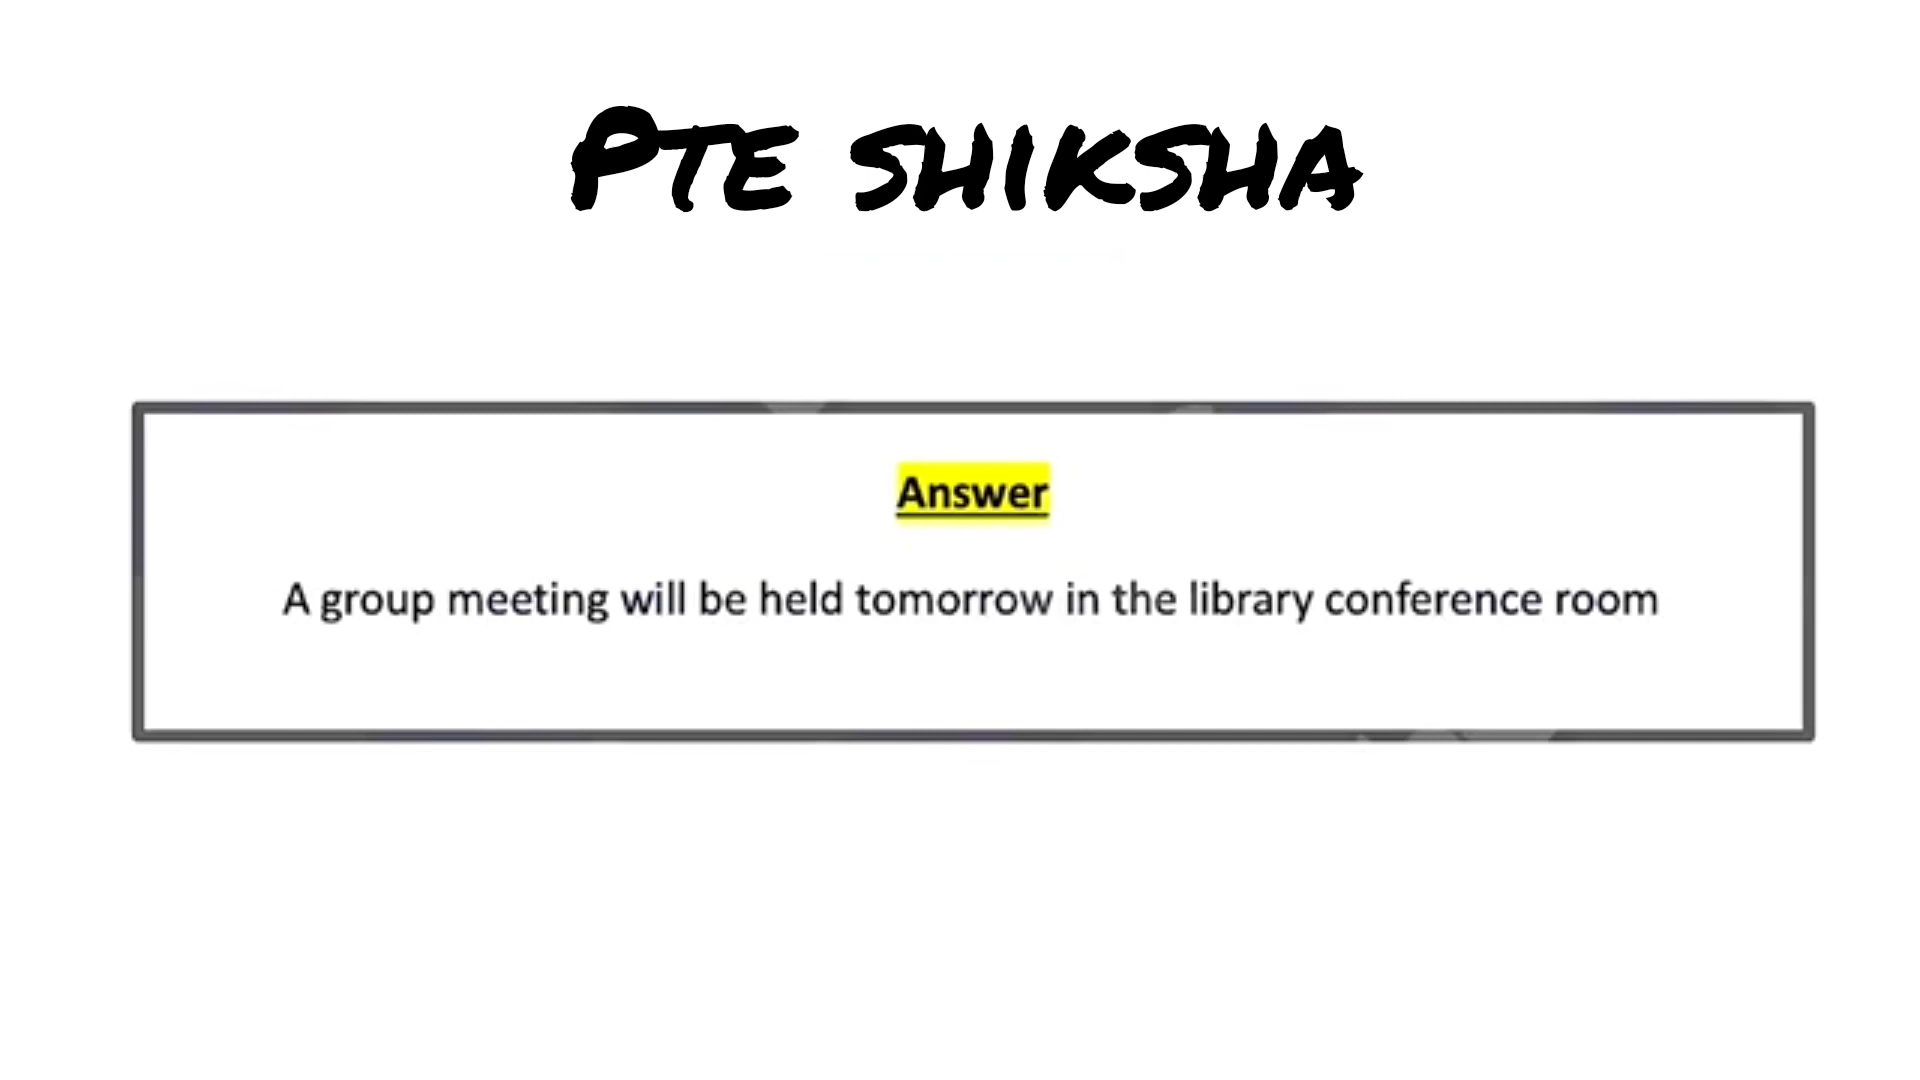 Pte shiksha
Answer
A group meeting will be held tomorrow in the library conference room